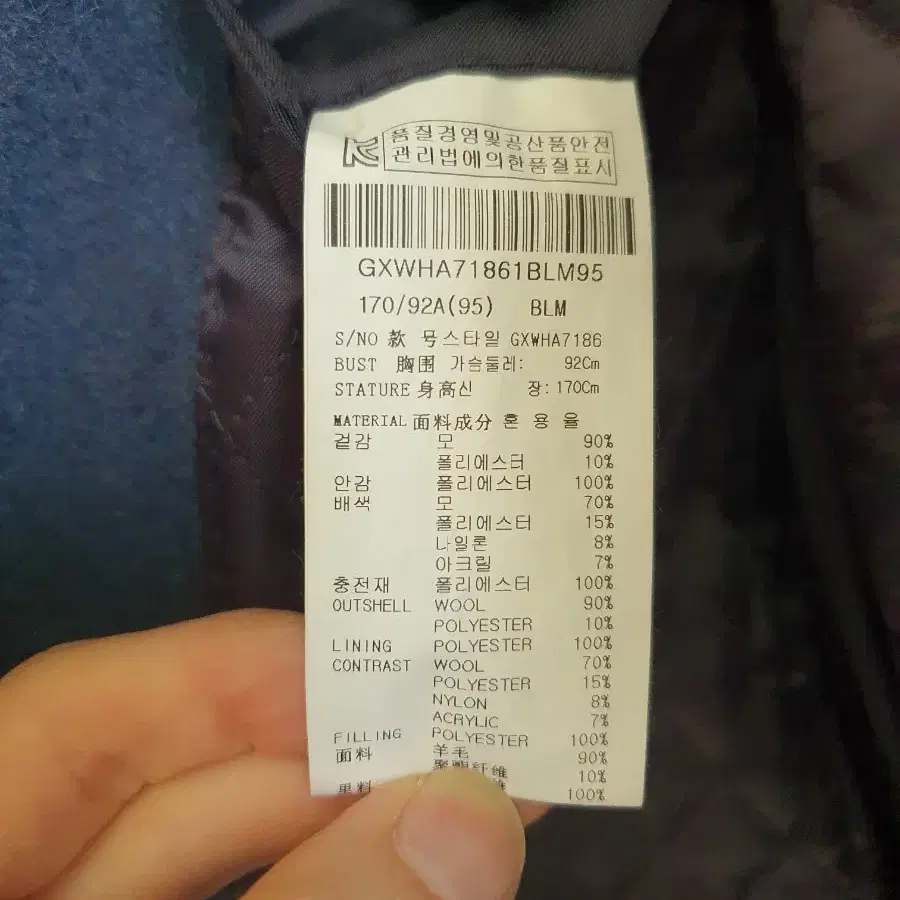 품질경영및공산품안전
관리법에의한품질표시
GXWHA71861BLM95
170/92A(95) BLM
S/NO 款 号스타일 GXWHA7186
BUST 胸围 가슴둘레: 92Cm
STATURE 身高신 장: 170Cm
MATERIAL 面料成分 혼 용 율
겉감 모 90%
폴리에스터 10%
안감 폴리에스터 100%
배색 모 70%
폴리에스터 15%
나일론 8%
아크릴 7%
충전재 폴리에스터 100%
OUTSHELL WOOL 90%
POLYESTER 10%
LINING POLYESTER 100%
CONTRAST WOOL 70%
POLYESTER 15%
NYLON 8%
ACRYLIC 7%
FILLING POLYESTER 100%
面料 羊毛 90%
聚酯纤维 10%
里料 100%